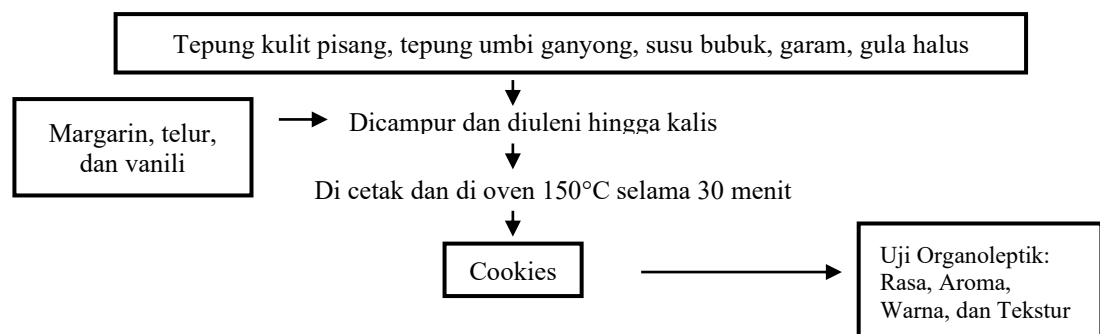 Tepung kulit pisang, tepung umbi ganyong, susu bubuk, garam, gula halus
Margarin, telur,
dan vanili
Dicampur dan diuleni hingga kalis
Di cetak dan di oven 150°C selama 30 menit
Cookies
Uji Organoleptik:
Rasa, Aroma,
Warna, dan Tekstur